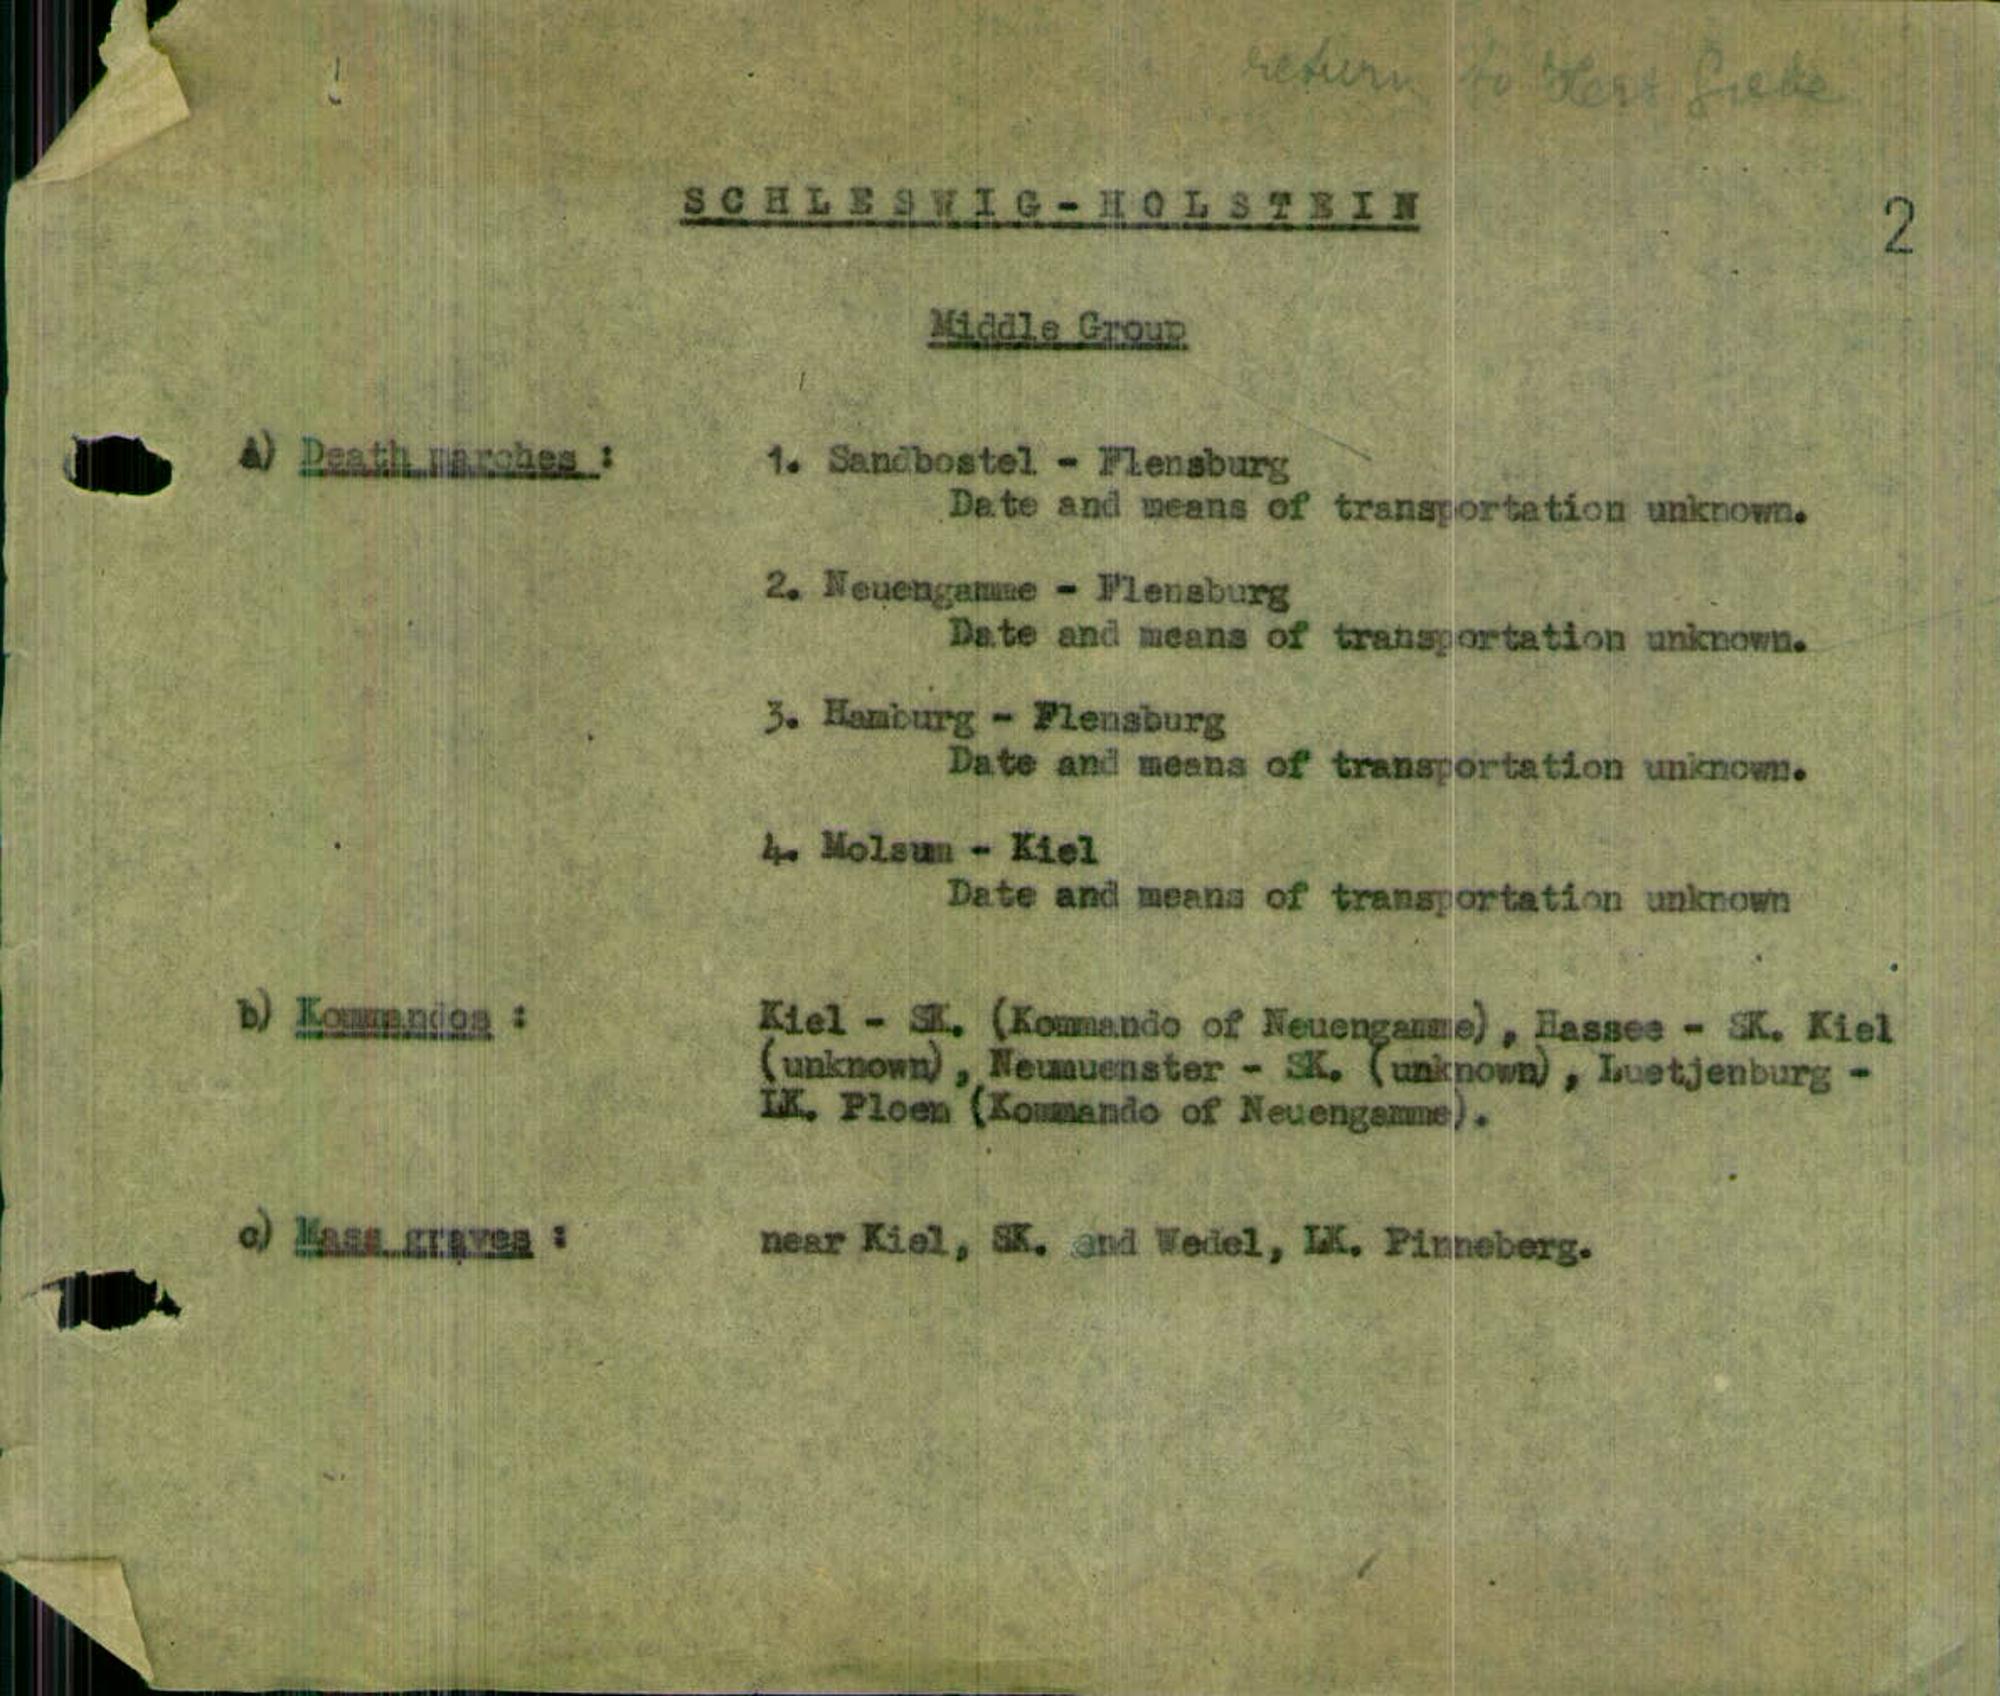 return to Herr
SCHLESWIG-HOLSTEIN
2
Middle Group
a) Death marches :
1. Sandbostel - Flensburg
Date and means of transportation unknown.
2. Neuengamme - Flensburg
Date and means of transportation unknown.
3. Hamburg - Flensburg
Date and means of transportation unknown.
4. Molsum - Kiel
Date and means of transportation unknown
b) Kommandos :
Kiel - SK. (Kommando of Neuengamme), Hassee - SK. Kiel
(unknown), Neumuenster - SK. (unknown), Luetjenburg -
LK. Ploen (Kommando of Neuengamme).
c) Mass graves :
near Kiel, SK. and Wedel, LK. Pinneberg.